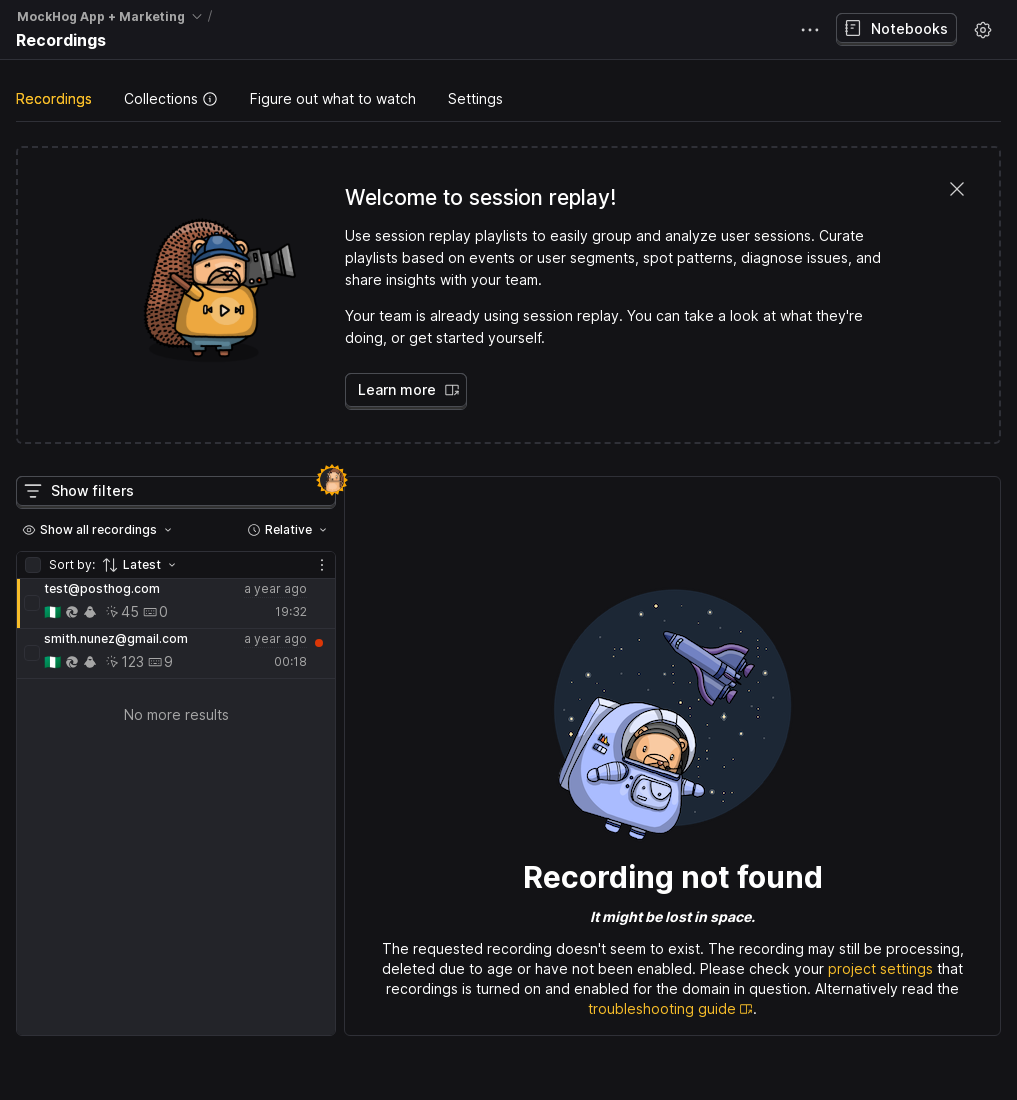 MockHog App + Marketing /
Recordings
Notebooks
Recordings
Collections
Figure out what to watch
Settings
Welcome to session replay!
Use session replay playlists to easily group and analyze user sessions. Curate
playlists based on events or user segments, spot patterns, diagnose issues, and
share insights with your team.
Your team is already using session replay. You can take a look at what they're
doing, or get started yourself.
Learn more
Show filters
Show all recordings
Relative
Sort by:
Latest
test@posthog.com
a year ago
45
0
19:32
smith.nunez@gmail.com
a year ago
123
9
00:18
No more results
Recording not found
It might be lost in space.
The requested recording doesn't seem to exist. The recording may still be processing,
deleted due to age or have not been enabled. Please check your project settings that
recordings is turned on and enabled for the domain in question. Alternatively read the
troubleshooting guide .